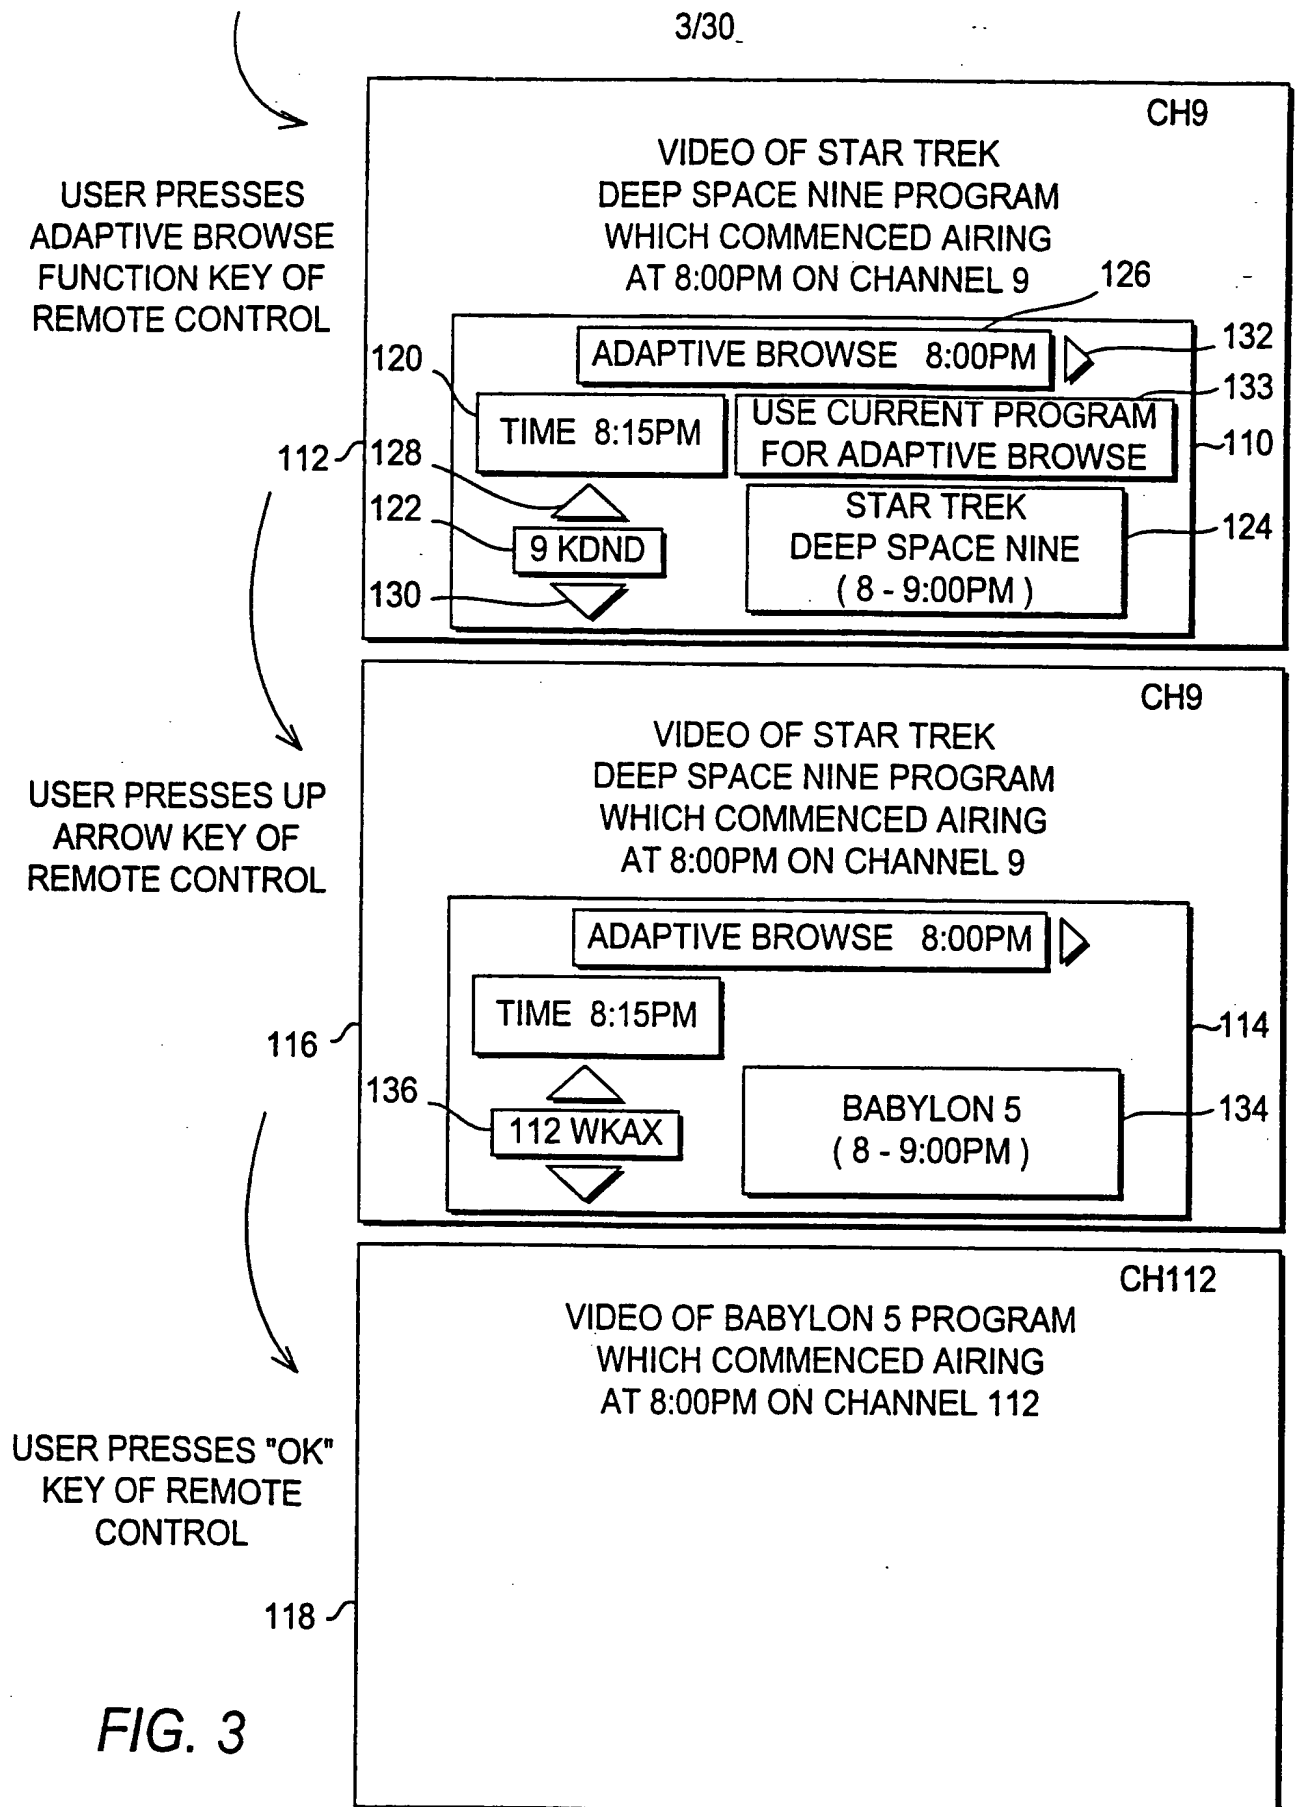 3/30
CH9
VIDEO OF STAR TREK
DEEP SPACE NINE PROGRAM
WHICH COMMENCED AIRING
AT 8:00PM ON CHANNEL 9
USER PRESSES
ADAPTIVE BROWSE
FUNCTION KEY OF
REMOTE CONTROL
126
ADAPTIVE BROWSE 8:00PM
132
120
133
TIME 8:15PM
USE CURRENT PROGRAM
FOR ADAPTIVE BROWSE
112
128
110
122
9 KDND
STAR TREK
DEEP SPACE NINE
( 8 - 9:00PM )
124
130
CH9
VIDEO OF STAR TREK
DEEP SPACE NINE PROGRAM
WHICH COMMENCED AIRING
AT 8:00PM ON CHANNEL 9
USER PRESSES UP
ARROW KEY OF
REMOTE CONTROL
ADAPTIVE BROWSE 8:00PM
TIME 8:15PM
116
114
136
112 WKAX
BABYLON 5
( 8 - 9:00PM )
134
CH112
VIDEO OF BABYLON 5 PROGRAM
WHICH COMMENCED AIRING
AT 8:00PM ON CHANNEL 112
USER PRESSES "OK"
KEY OF REMOTE
CONTROL
118
FIG. 3